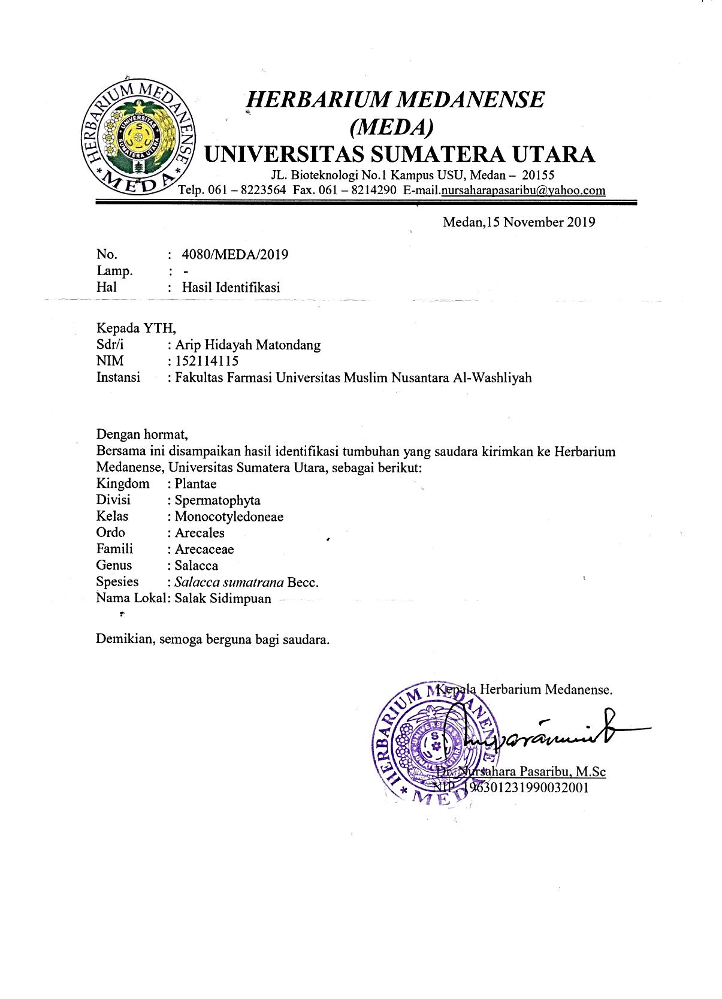 HERBARIUM MEDANENSE
MEDA
UNIVERSITAS
SUMATERA UTARA
HERBARIUM MEDANENSE
(MEDA)
UNIVERSITAS SUMATERA UTARA
JL. Bioteknologi No.1 Kampus USU, Medan – 20155
Telp. 061 – 8223564 Fax. 061 – 8214290 E-mail.nursaharapasaribu@yahoo.com
Medan,15 November 2019
No. : 4080/MEDA/2019
Lamp. : -
Hal : Hasil Identifikasi
Kepada YTH,
Sdr/i : Arip Hidayah Matondang
NIM : 152114115
Instansi : Fakultas Farmasi Universitas Muslim Nusantara Al-Washliyah
Dengan hormat,
Bersama ini disampaikan hasil identifikasi tumbuhan yang saudara kirimkan ke Herbarium
Medanense, Universitas Sumatera Utara, sebagai berikut:
Kingdom : Plantae
Divisi : Spermatophyta
Kelas : Monocotyledoneae
Ordo : Arecales
Famili : Arecaceae
Genus : Salacca
Spesies : Salacca sumatrana Becc.
Nama Lokal: Salak Sidimpuan
Demikian, semoga berguna bagi saudara.
Kepala Herbarium Medanense.
HERBARIUM MEDANENSE
MEDA
UNIVERSITAS
SUMATERA UTARA
Dr. Nursahara Pasaribu, M.Sc
NIP. 196301231990032001